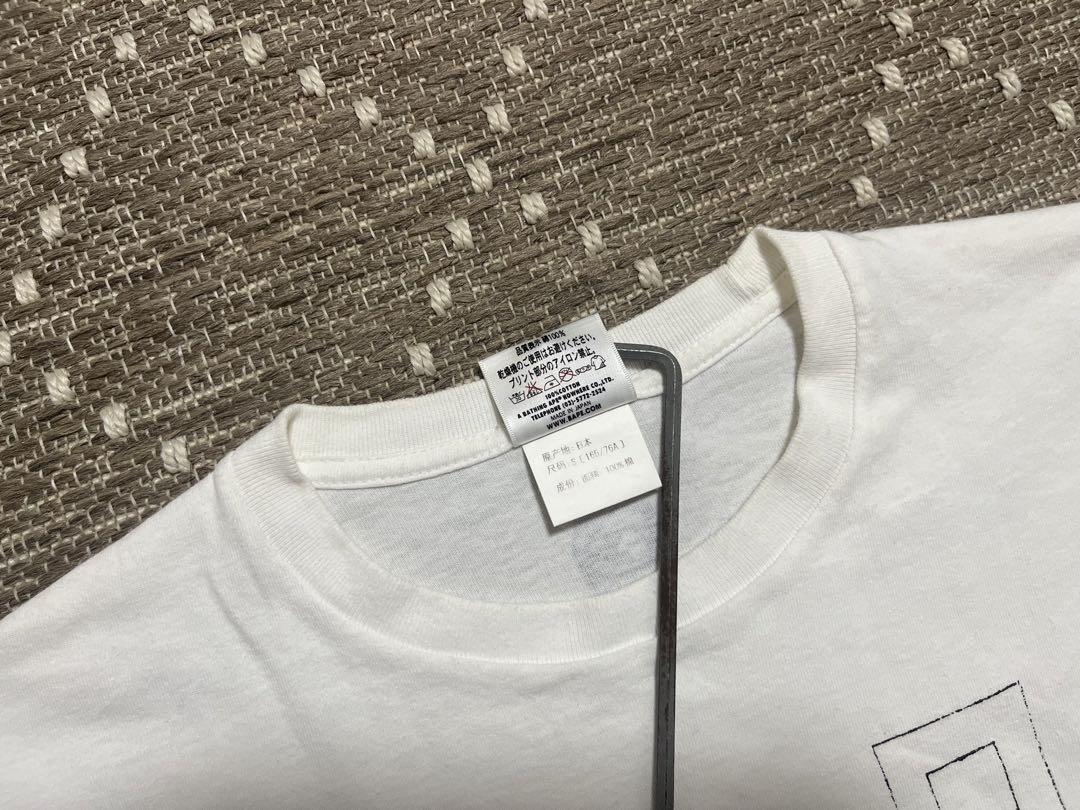 品質表示 綿100%
乾燥機のご使用はお避けください。
プリント部分のアイロン禁止。
100%COTTON
A BATHING APE® NOWHERE CO.,LTD.
TELEPHONE (03)-5772-2524
MADE IN JAPAN
WWW.BAPE.COM
原产地:日本
尺码:S[165/76A]
成份:面料:100%棉